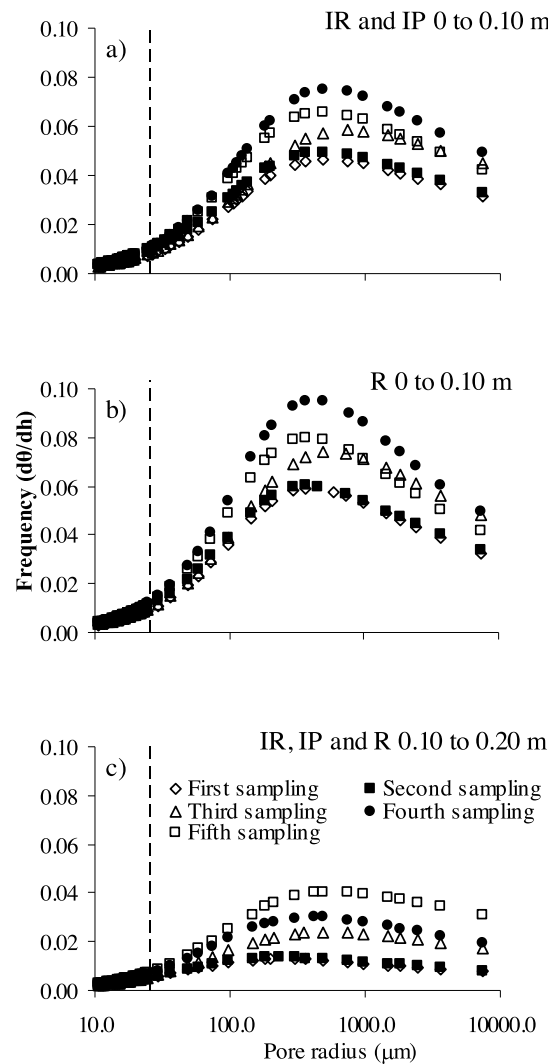 IR and IP 0 to 0.10 m
a)
0.10
0.08
0.06
0.04
0.02
0.00
R 0 to 0.10 m
b)
0.10
0.08
0.06
0.04
0.02
0.00
Frequency (dθ/dh)
IR, IP and R 0.10 to 0.20 m
c)
0.10
0.08
0.06
0.04
0.02
0.00
First sampling
Second sampling
Third sampling
Fourth sampling
Fifth sampling
10.0 100.0 1000.0 10000.0
Pore radius (μm)